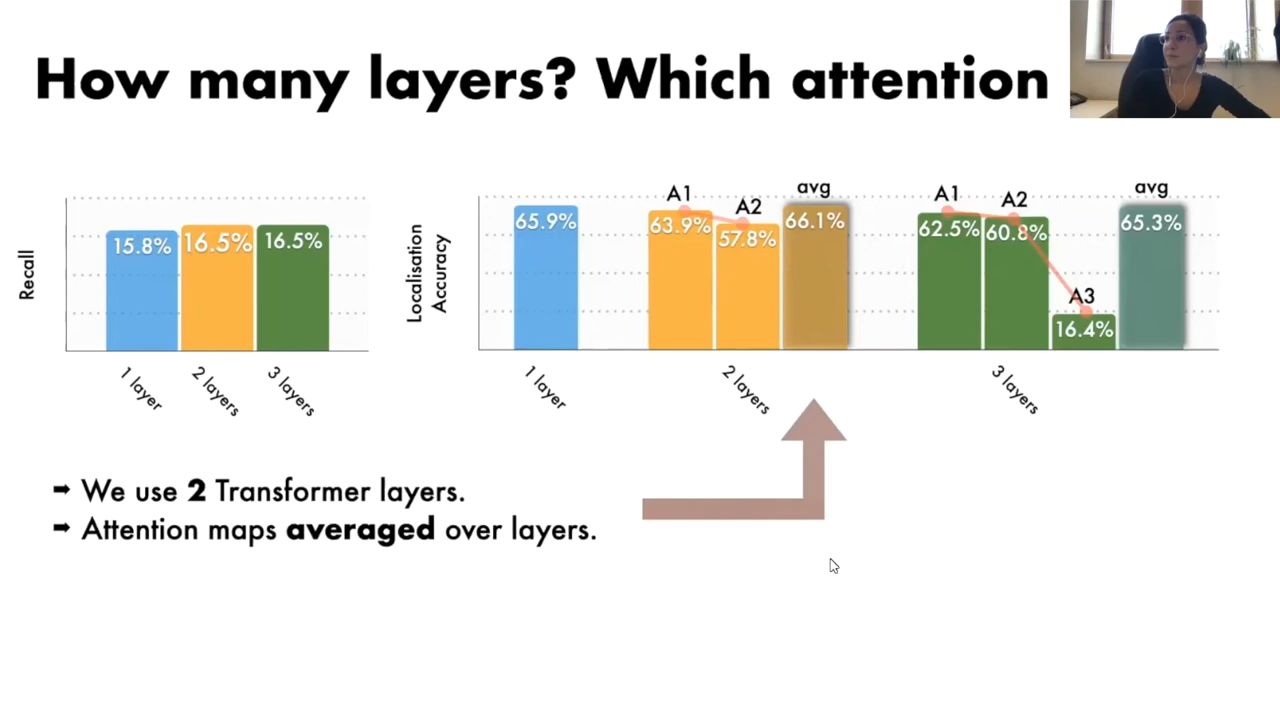 How many layers? Which attention
Recall
15.8%
16.5%
16.5%
1 layer
2 layers
3 layers
Localisation
Accuracy
65.9%
A1
63.9%
A2
57.8%
avg
66.1%
A1
62.5%
A2
60.8%
A3
16.4%
avg
65.3%
1 layer
2 layers
3 layers
➡ We use 2 Transformer layers.
➡ Attention maps averaged over layers.